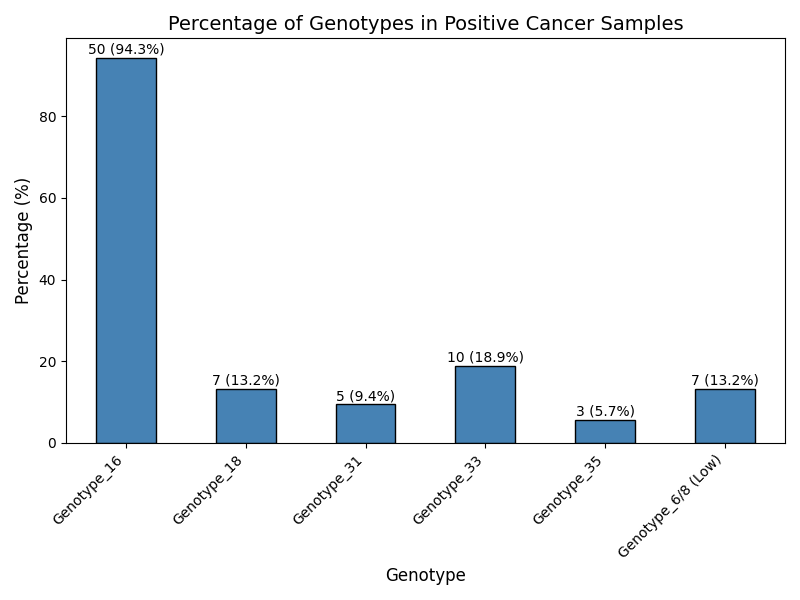 Percentage of Genotypes in Positive Cancer Samples
Percentage (%)
80
60
40
20
0
50 (94.3%)
7 (13.2%)
5 (9.4%)
10 (18.9%)
3 (5.7%)
7 (13.2%)
Genotype_16
Genotype_18
Genotype_31
Genotype_33
Genotype_35
Genotype_6/8 (Low)
Genotype